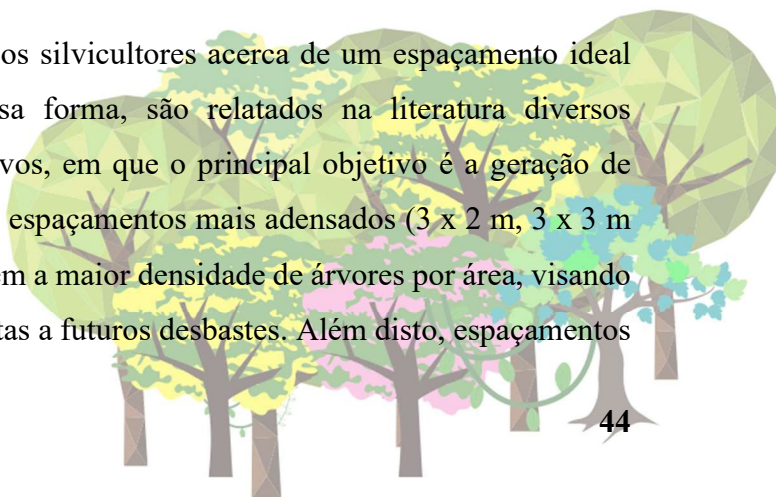 os silvicultores acerca de um espaçamento ideal
sa forma, são relatados na literatura diversos
vos, em que o principal objetivo é a geração de
espaçamentos mais adensados (3 x 2 m, 3 x 3 m
em a maior densidade de árvores por área, visando
tas a futuros desbastes. Além disto, espaçamentos
44